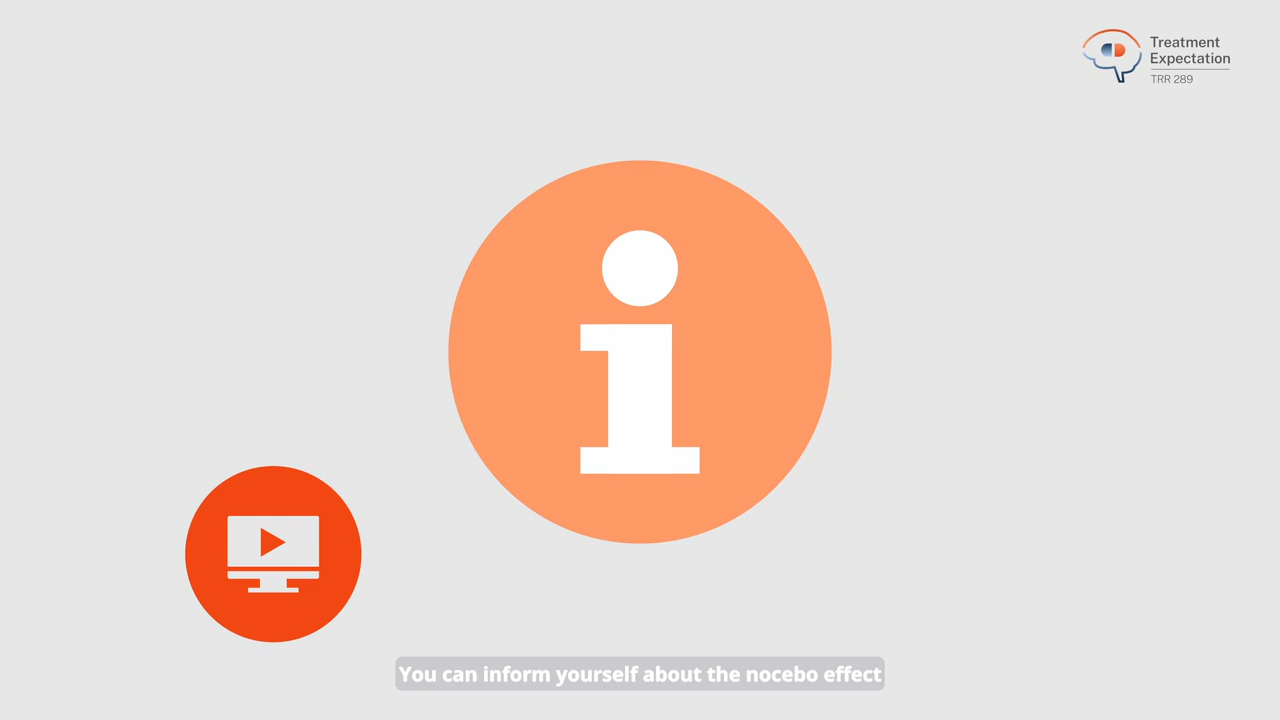 Treatment
Expectation
TRR 289
i
You can inform yourself about the nocebo effect